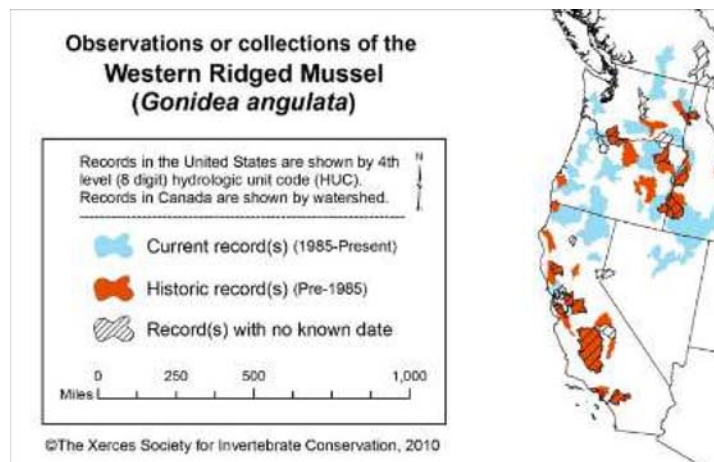 Observations or collections of the
Western Ridged Mussel
(Gonidea angulata)
Records in the United States are shown by 4th
level (8 digit) hydrologic unit code (HUC).
Records in Canada are shown by watershed.
N
Current record(s) (1985-Present)
Historic record(s) (Pre-1985)
Record(s) with no known date
0 250 500 1,000
Miles
©The Xerces Society for Invertebrate Conservation, 2010